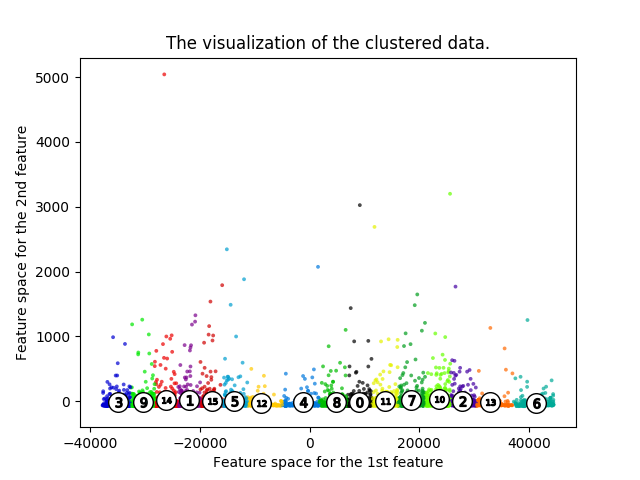 The visualization of the clustered data.
Feature space for the 2nd feature
5000
4000
3000
2000
1000
0
3 9 14 1 15 5 12 4 8 0 11 7 10 2 13 6
−40000 −20000 0 20000 40000
Feature space for the 1st feature